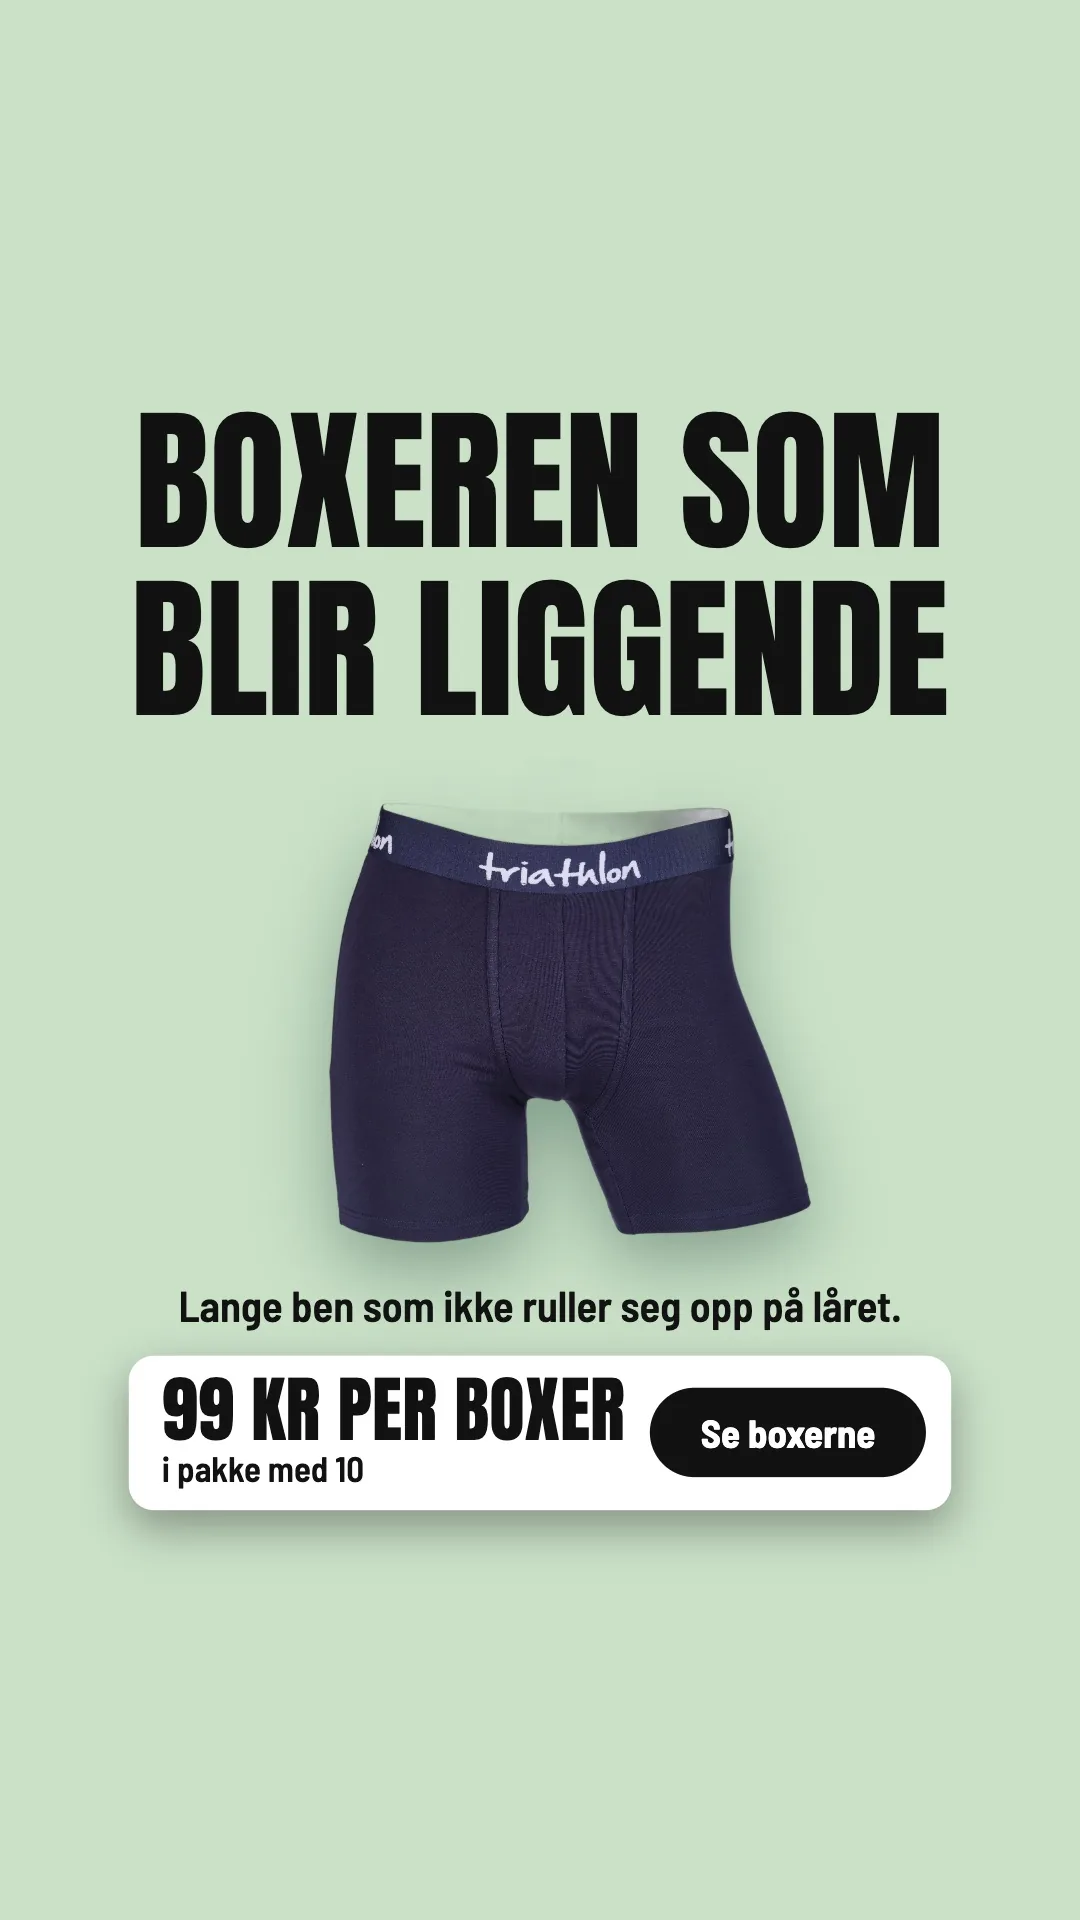 BOXEREN SOM
BLIR LIGGENDE
on triathlon t
Lange ben som ikke ruller seg opp på låret.
99 KR PER BOXER
i pakke med 10
Se boxerne